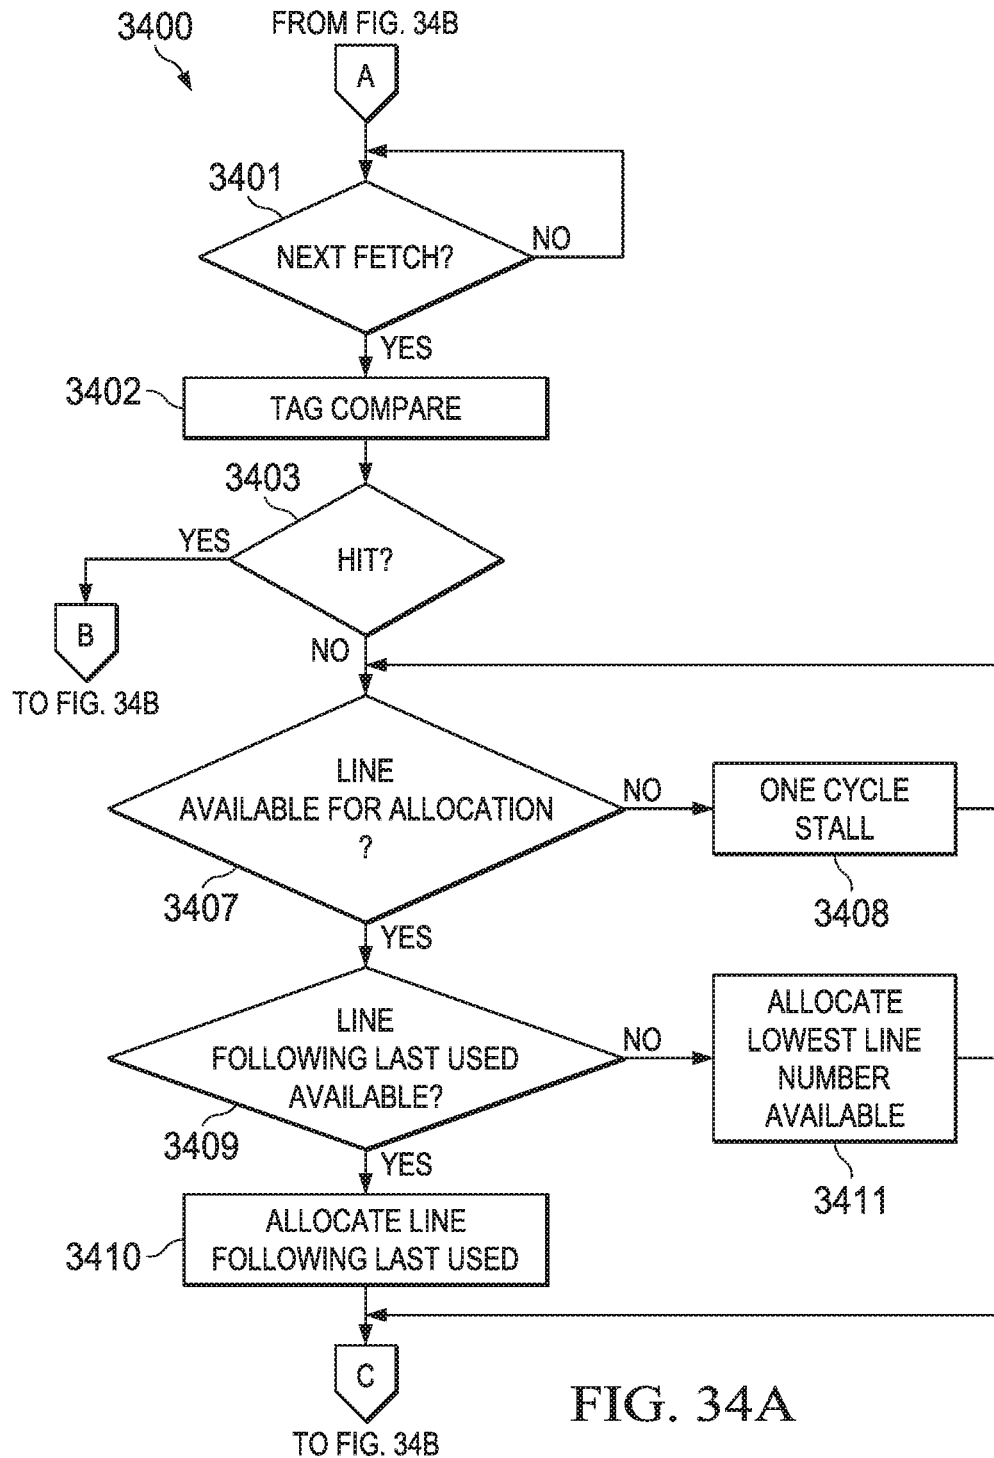 3400
FROM FIG. 34B
A
3401
NEXT FETCH?
NO
YES
3402
TAG COMPARE
3403
YES
HIT?
B
NO
TO FIG. 34B
LINE
AVAILABLE FOR ALLOCATION
?
NO
ONE CYCLE
STALL
3407
3408
YES
LINE
FOLLOWING LAST USED
AVAILABLE?
NO
ALLOCATE
LOWEST LINE
NUMBER
AVAILABLE
3409
3411
YES
3410
ALLOCATE LINE
FOLLOWING LAST USED
C
TO FIG. 34B
FIG. 34A